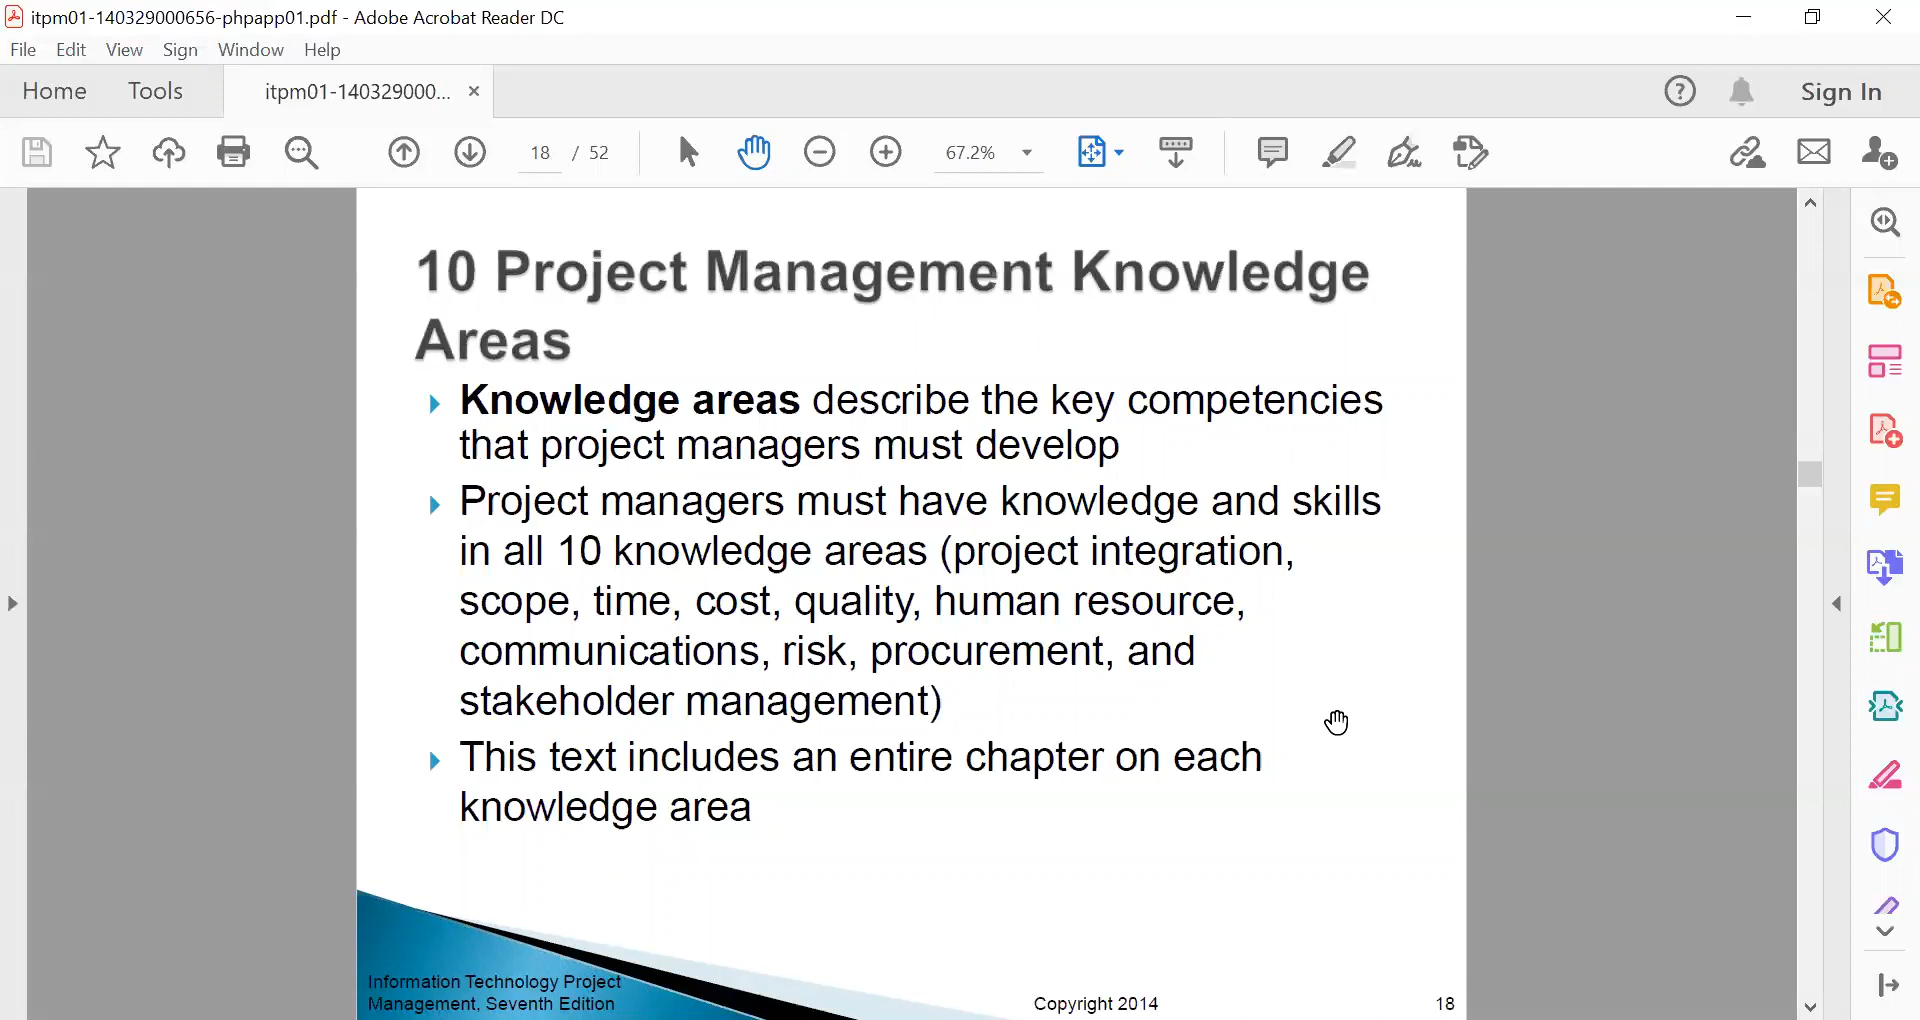 itpm01-140329000656-phpapp01.pdf - Adobe Acrobat Reader DC
File Edit View Sign Window Help
Home Tools itpm01-140329000... × Sign In
18 / 52 67.2%
10 Project Management Knowledge
Areas
Knowledge areas describe the key competencies
that project managers must develop
Project managers must have knowledge and skills
in all 10 knowledge areas (project integration,
scope, time, cost, quality, human resource,
communications, risk, procurement, and
stakeholder management)
This text includes an entire chapter on each
knowledge area
Information Technology Project
Management, Seventh Edition
Copyright 2014
18